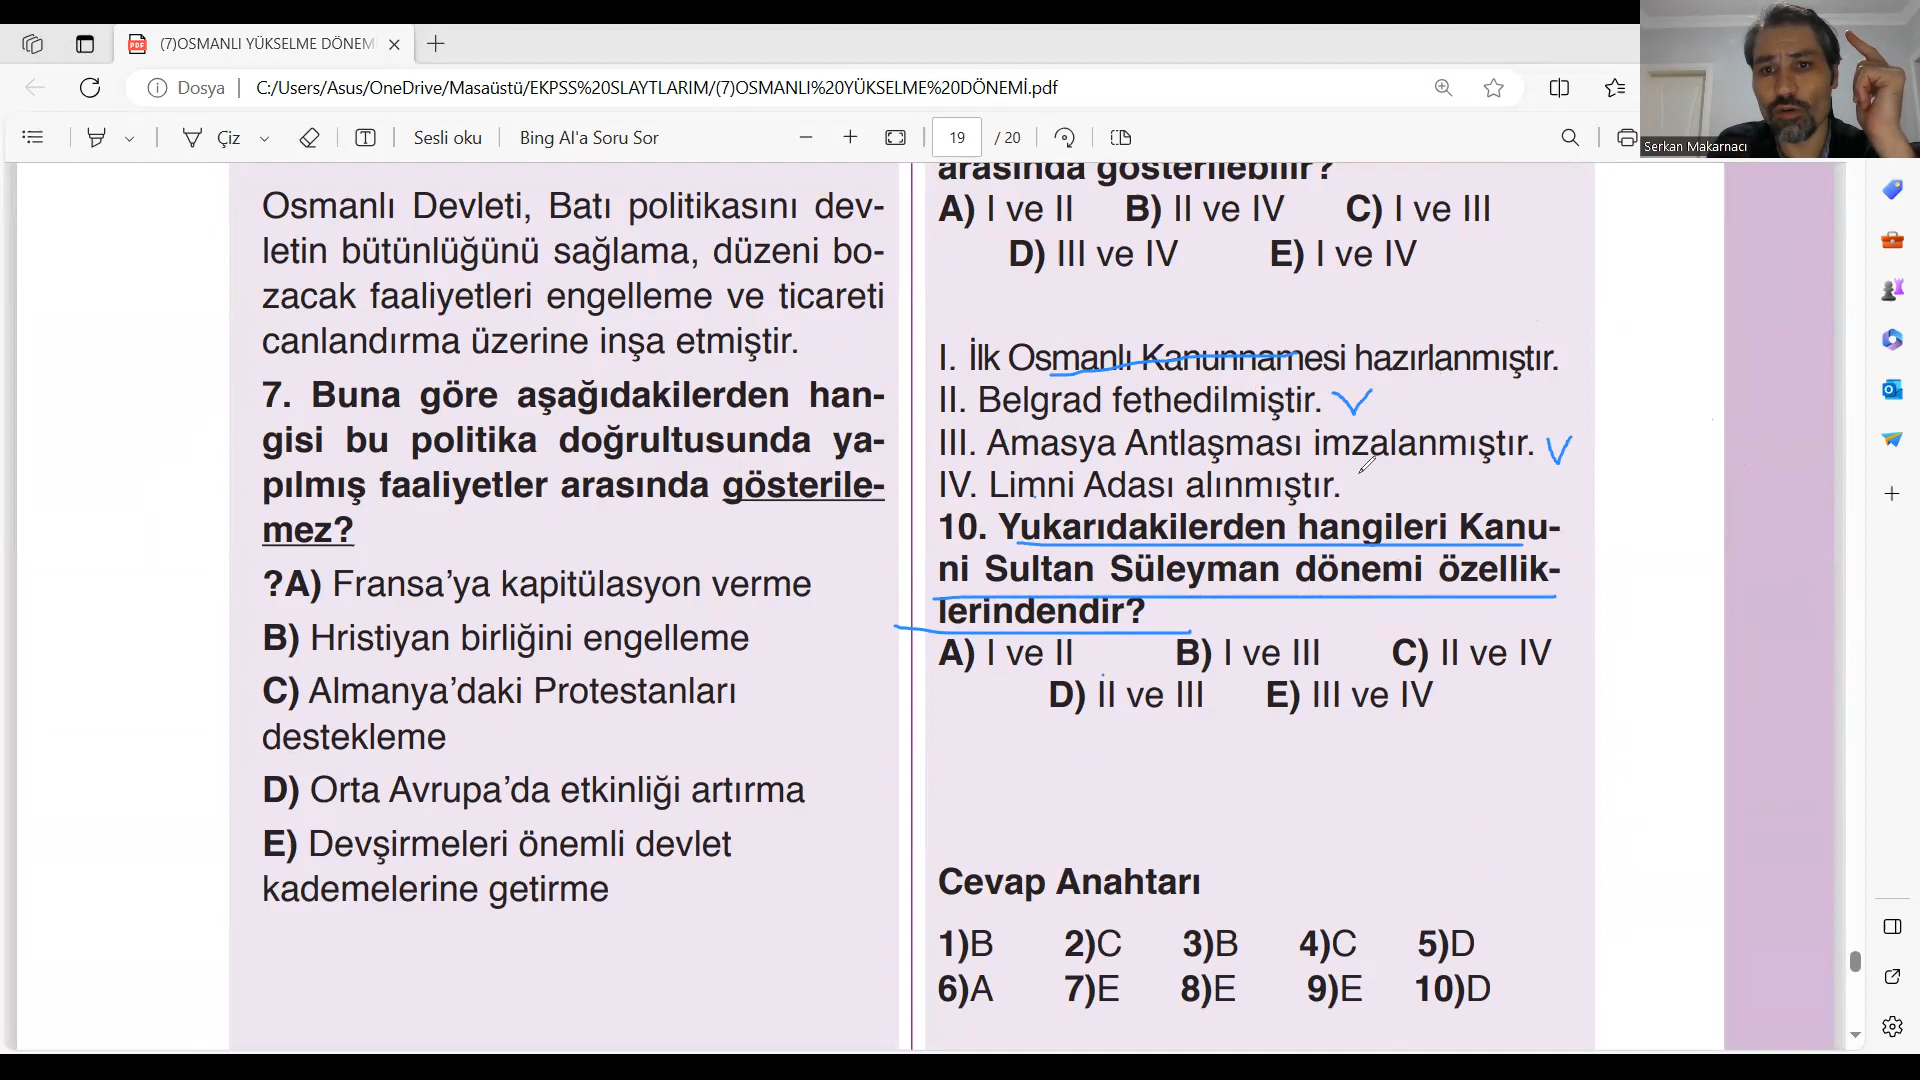 (7)OSMANLI YÜKSELME DÖNEM
Dosya
C:/Users/Asus/OneDrive/Masaüstü/EKPSS%20SLAYTLARIM/(7)OSMANLI%20YÜKSELME%20DÖNEMİ.pdf
Çiz
Sesli oku
Bing AI'a Soru Sor
19
/ 20
Serkan Makarnacı
Osmanlı Devleti, Batı politikasını dev-
letin bütünlüğünü sağlama, düzeni bo-
zacak faaliyetleri engelleme ve ticareti
canlandırma üzerine inşa etmiştir.
7. Buna göre aşağıdakilerden han-
gisi bu politika doğrultusunda ya-
pılmış faaliyetler arasında gösterile-
mez?
?A) Fransa’ya kapitülasyon verme
B) Hristiyan birliğini engelleme
C) Almanya’daki Protestanları
destekleme
D) Orta Avrupa’da etkinliği artırma
E) Devşirmeleri önemli devlet
kademelerine getirme
arasında gösterilebilir?
A) I ve II B) II ve IV C) I ve III
D) III ve IV E) I ve IV
I. İlk Osmanlı Kanunnamesi hazırlanmıştır.
II. Belgrad fethedilmiştir.
III. Amasya Antlaşması imzalanmıştır.
IV. Limni Adası alınmıştır.
10. Yukarıdakilerden hangileri Kanu-
ni Sultan Süleyman dönemi özellik-
lerindendir?
A) I ve II B) I ve III C) II ve IV
D) II ve III E) III ve IV
Cevap Anahtarı
1)B 2)C 3)B 4)C 5)D
6)A 7)E 8)E 9)E 10)D